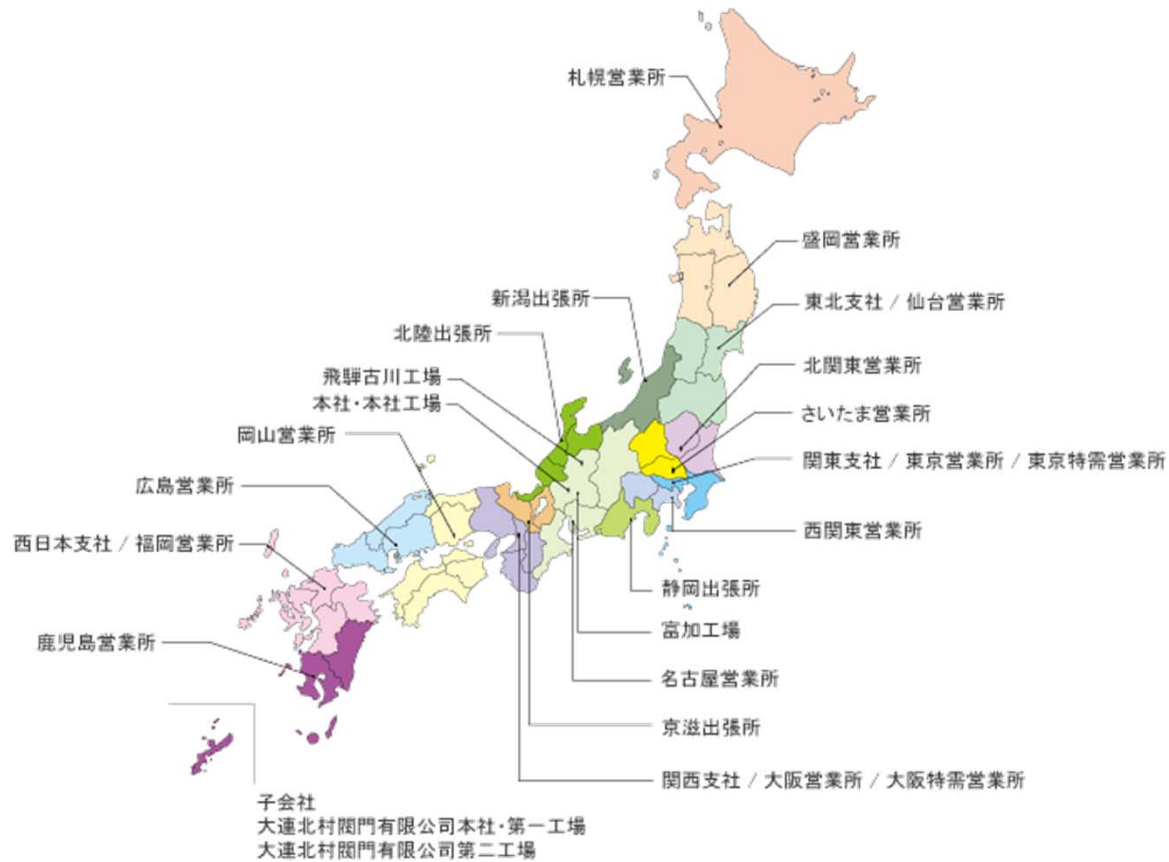 札幌営業所
盛岡営業所
新潟出張所
東北支社 / 仙台営業所
北陸出張所
北関東営業所
飛騨古川工場
本社・本社工場
さいたま営業所
岡山営業所
関東支社 / 東京営業所 / 東京特需営業所
広島営業所
西関東営業所
西日本支社 / 福岡営業所
静岡出張所
富加工場
鹿児島営業所
名古屋営業所
京滋出張所
関西支社 / 大阪営業所 / 大阪特需営業所
子会社
大連北村閥門有限公司本社・第一工場
大連北村閥門有限公司第二工場